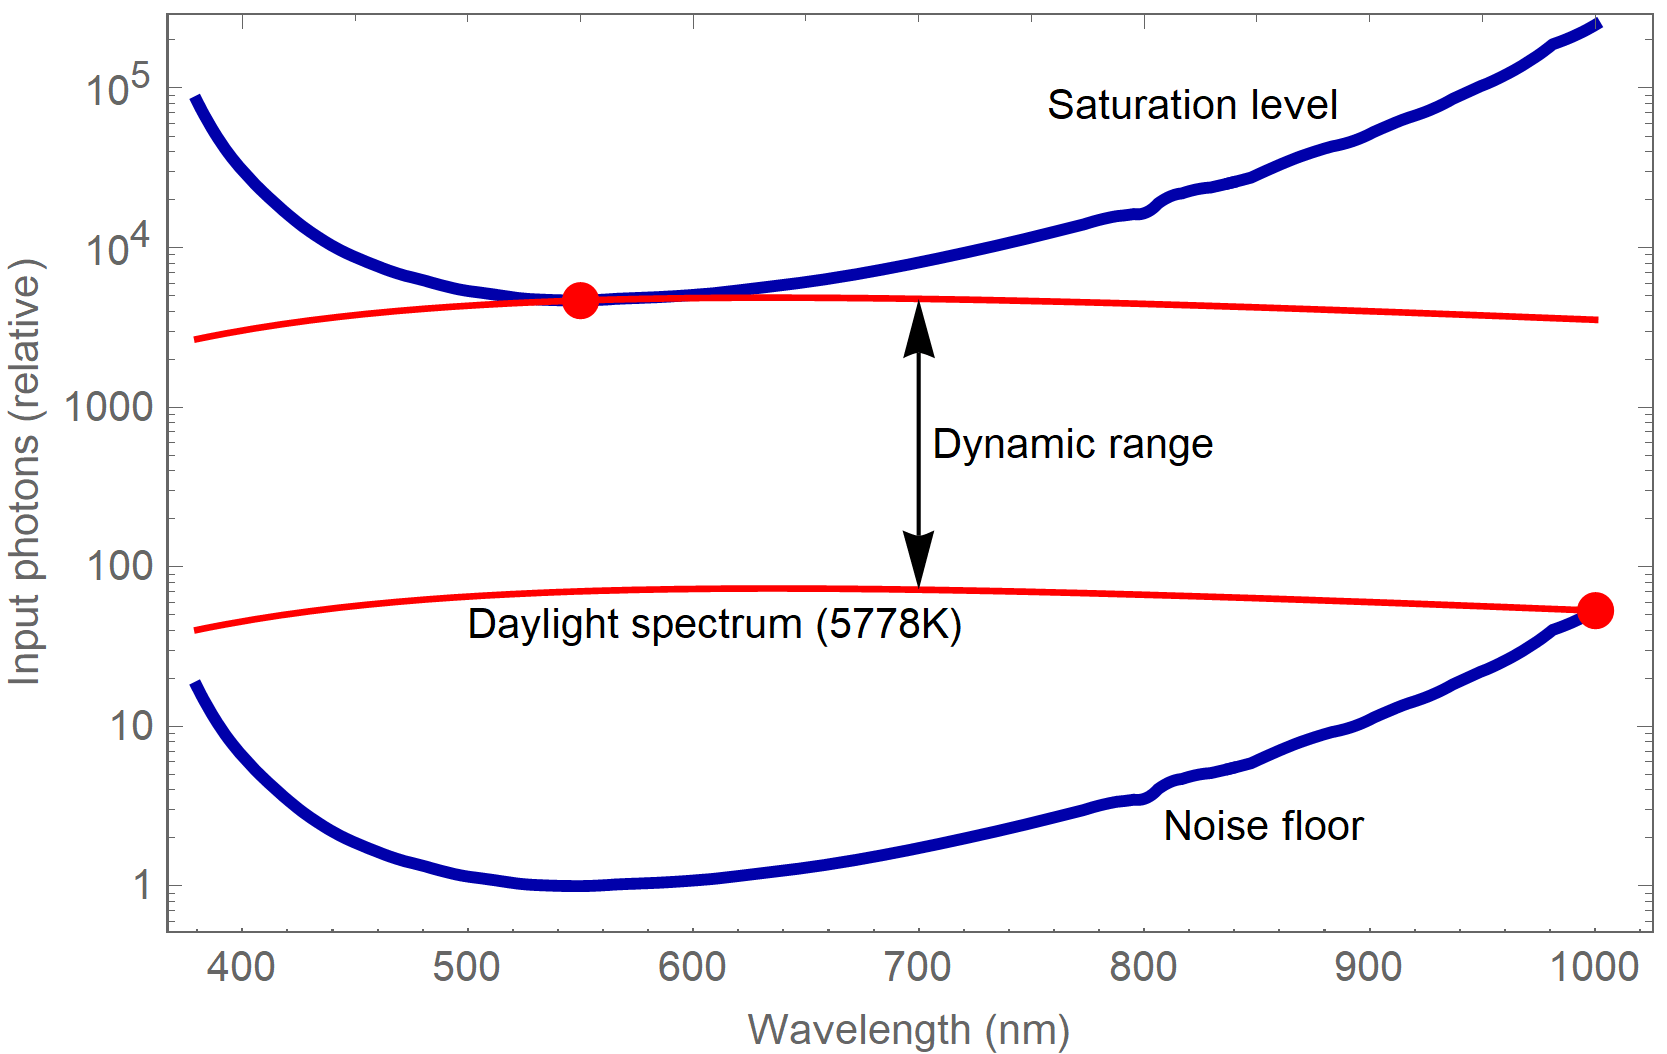 10^5
Saturation level
10^4
Input photons (relative)
1000
Dynamic range
100
Daylight spectrum (5778K)
10
Noise floor
1
400 500 600 700 800 900 1000
Wavelength (nm)